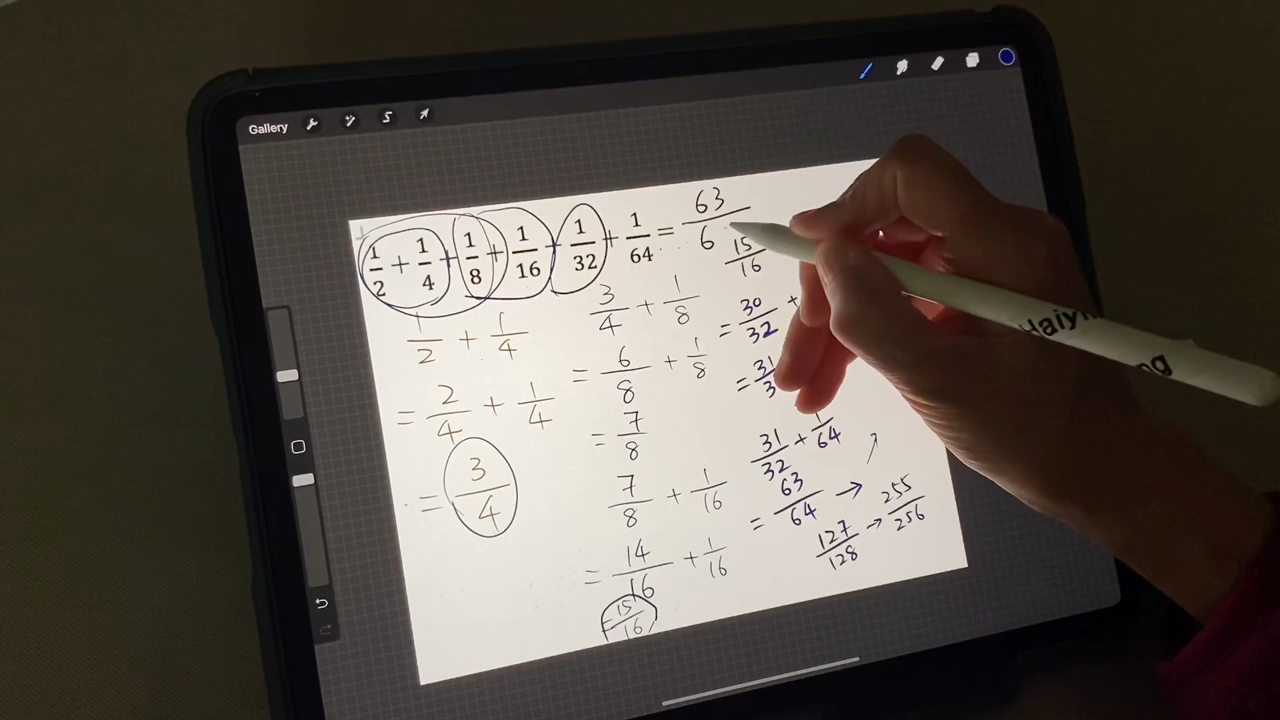 Gallery
1/2 + 1/4 + 1/8 + 1/16 + 1/32 + 1/64 = 63/6
1/2 + 1/4
= 2/4 + 1/4
= 3/4
3/4 + 1/8
= 6/8 + 1/8
= 7/8
7/8 + 1/16
= 14/16 + 1/16
= 15/16
15/16
= 30/32 +
= 31/3
31/32 + 1/64
= 63/64 →
127/128 → 255/256